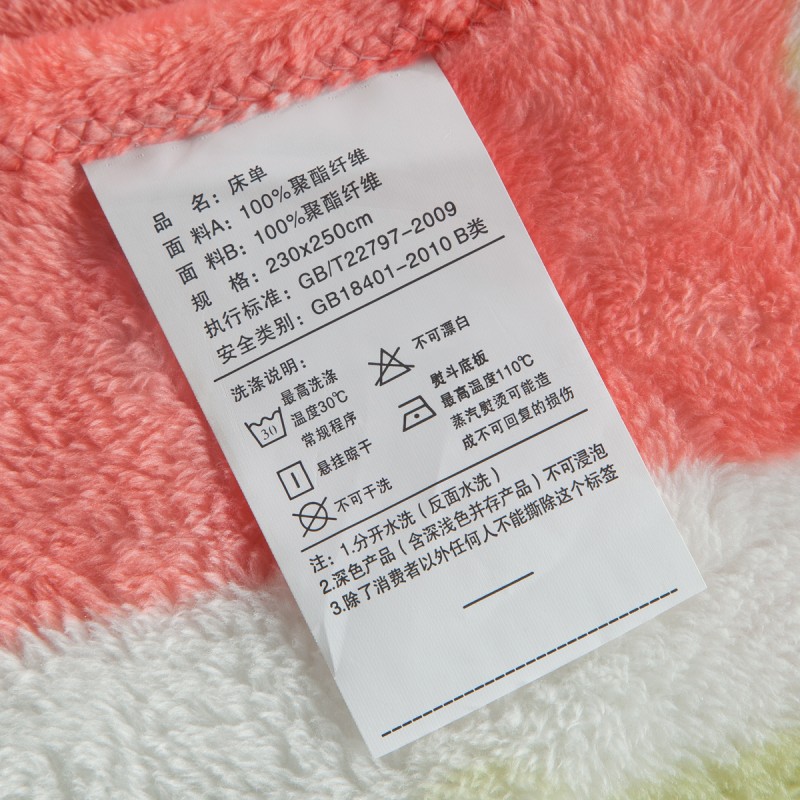 品 名：床单
面 料A：100%聚酯纤维
面 料B：100%聚酯纤维
规 格：230x250cm
执行标准：GB/T22797-2009
安全类别：GB18401-2010 B类
洗涤说明：
30
最高洗涤
温度30℃
常规程序
悬挂晾干
不可干洗
不可漂白
熨斗底板
最高温度110℃
蒸汽熨烫可能造
成不可回复的损伤
注：1.分开水洗（反面水洗）
2.深色产品（含深浅色并存产品）不可浸泡
3.除了消费者以外任何人不能撕除这个标签